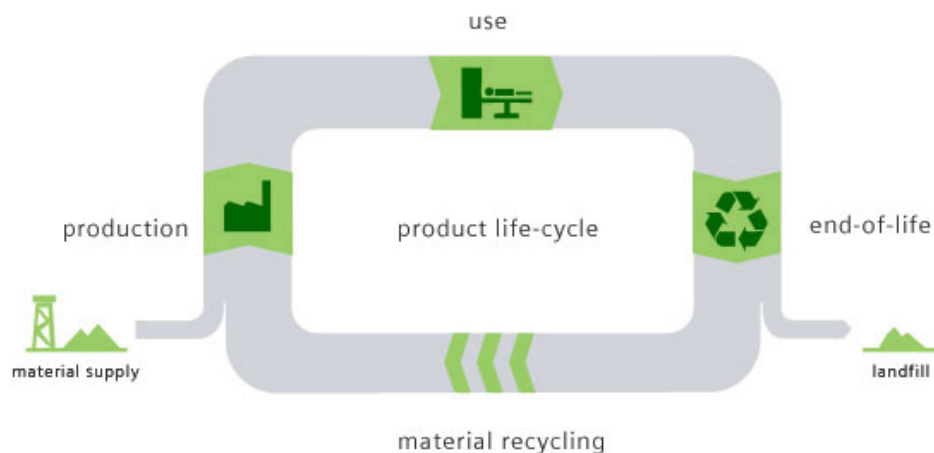 use
production
product life-cycle
end-of-life
material supply
landfill
material recycling